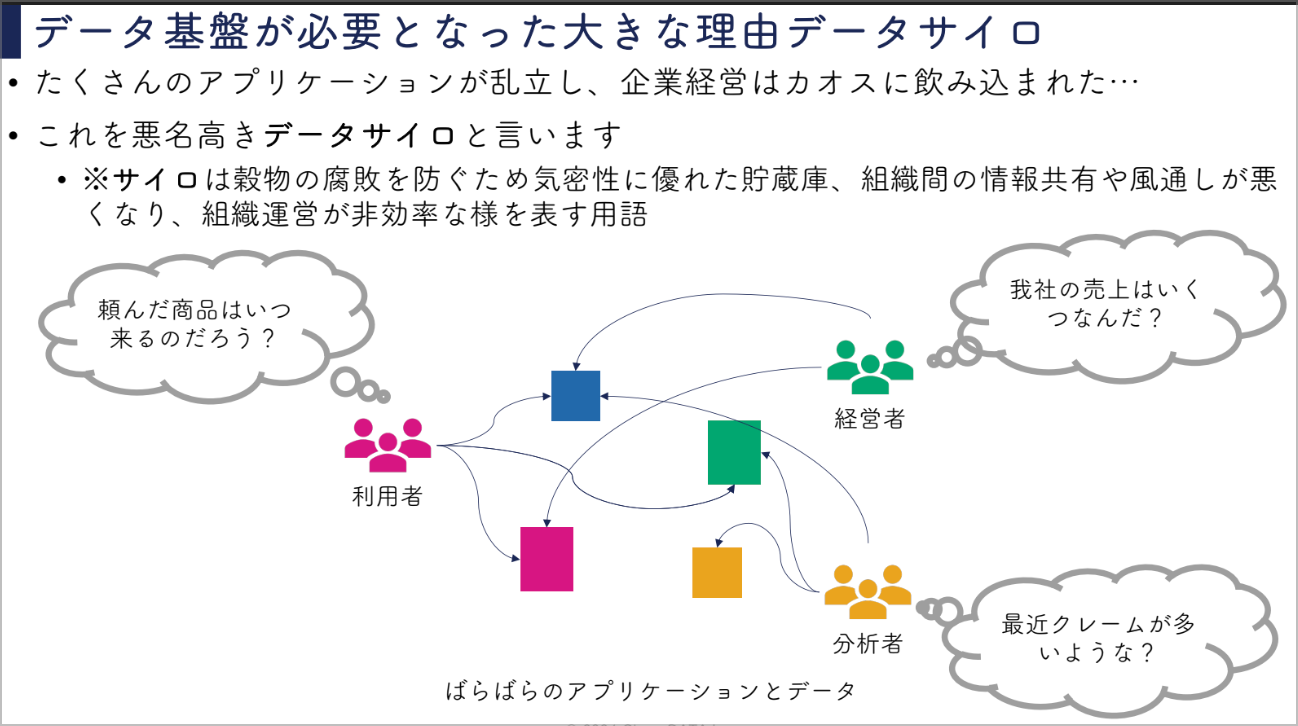 データ基盤が必要となった大きな理由データサイロ
• たくさんのアプリケーションが乱立し、企業経営はカオスに飲み込まれた…
• これを悪名高きデータサイロと言います
• ※サイロは穀物の腐敗を防ぐため気密性に優れた貯蔵庫、組織間の情報共有や風通しが悪
くなり、組織運営が非効率な様を表す用語
頼んだ商品はいつ
来るのだろう？
我社の売上はいく
つなんだ？
経営者
利用者
最近クレームが多
いような？
分析者
ばらばらのアプリケーションとデータ